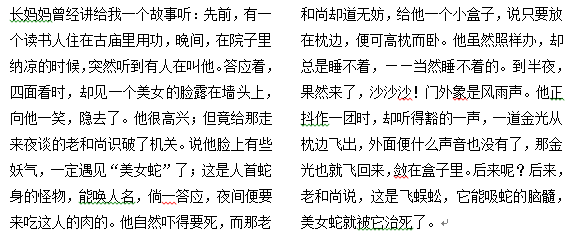 长妈妈曾经讲给我一个故事听：先前，有一
个读书人住在古庙里用功，晚间，在院子里
纳凉的时候，突然听到有人在叫他。答应着，
四面看时，却见一个美女的脸露在墙头上，
向他一笑，隐去了。他很高兴；但竟给那走
来夜谈的老和尚识破了机关。说他脸上有些
妖气，一定遇见“美女蛇”了；这是人首蛇
身的怪物，能唤人名，倘一答应，夜间便要
来吃这人的肉的。他自然吓得要死，而那老
和尚却道无妨，给他一个小盒子，说只要放
在枕边，便可高枕而卧。他虽然照样办，却
总是睡不着，——当然睡不着的。到半夜，
果然来了，沙沙沙！门外象是风雨声。他正
抖作一团时，却听得豁的一声，一道金光从
枕边飞出，外面便什么声音也没有了，那金
光也就飞回来，敛在盒子里。后来呢？后来，
老和尚说，这是飞蜈蚣，它能吸蛇的脑髓，
美女蛇就被它治死了。